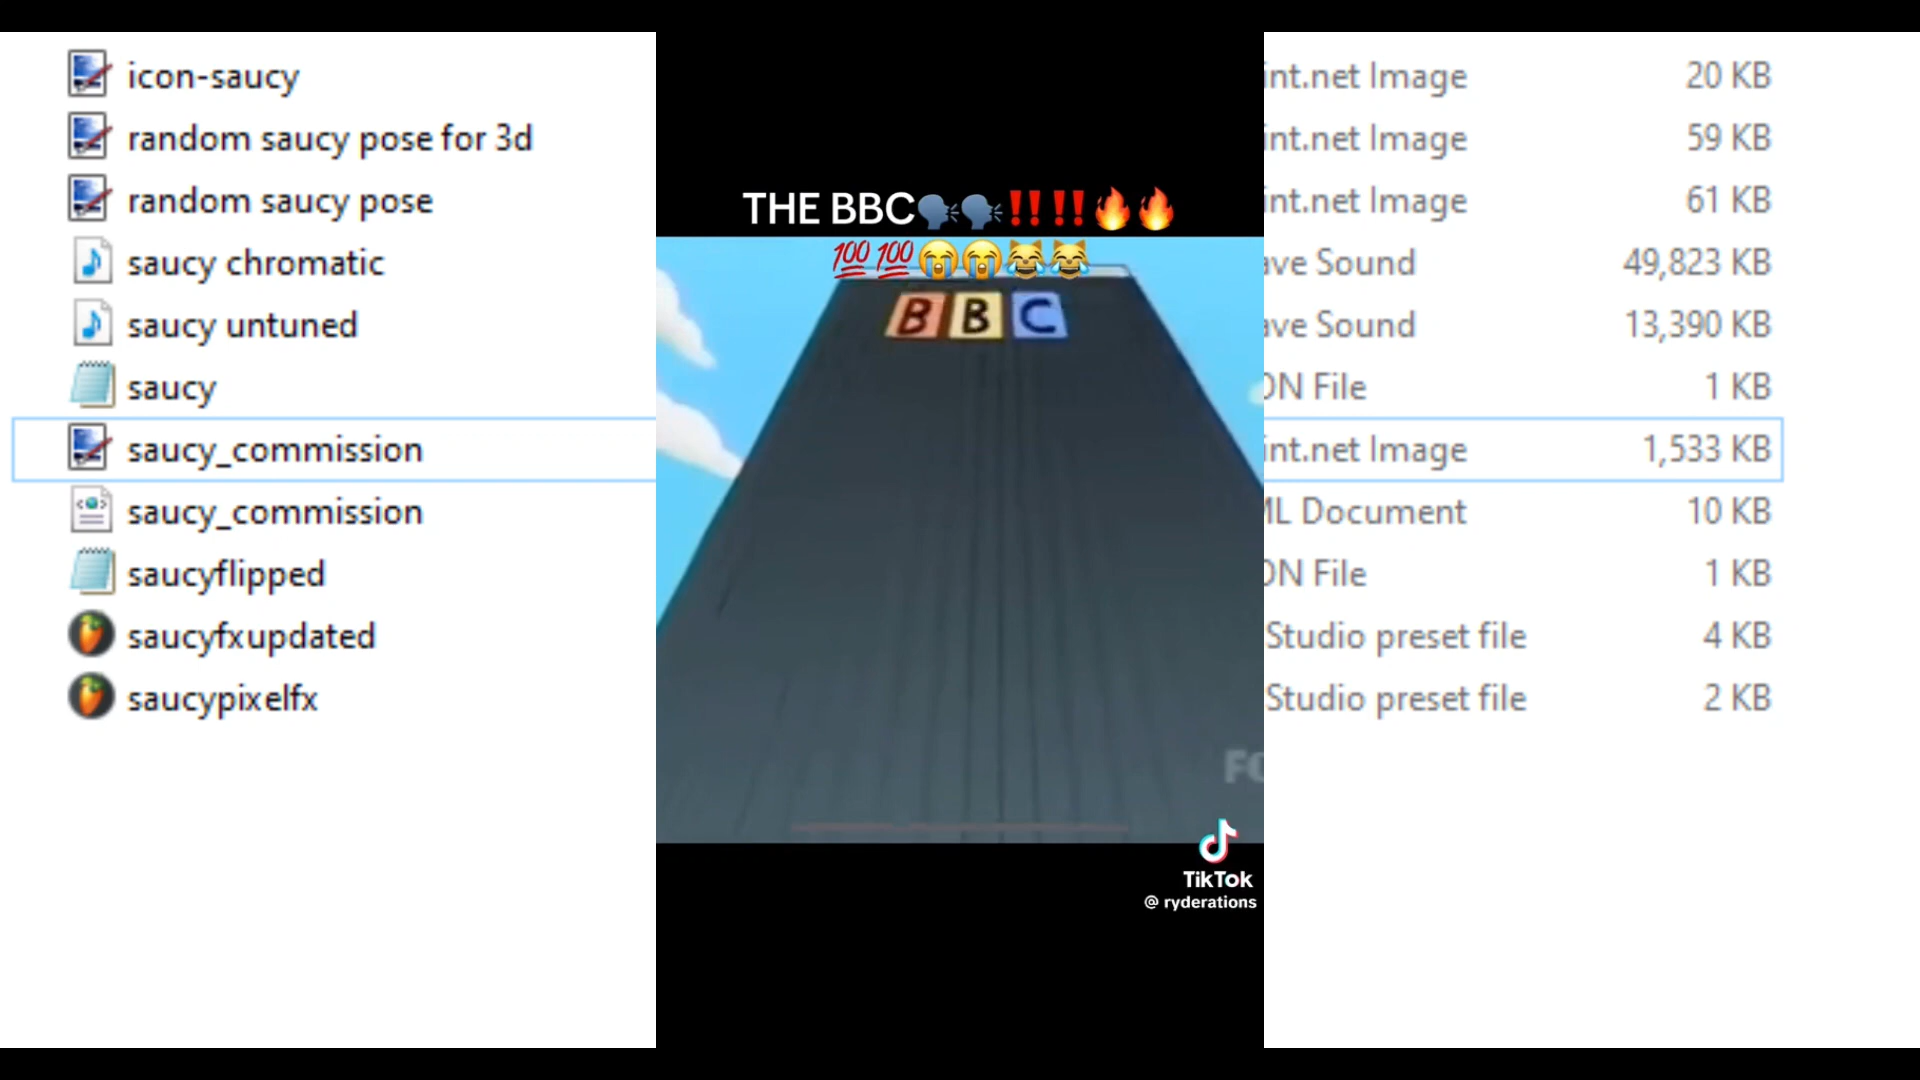 icon-saucy int.net Image 20 KB
random saucy pose for 3d int.net Image 59 KB
random saucy pose int.net Image 61 KB
saucy chromatic ave Sound 49,823 KB
saucy untuned ave Sound 13,390 KB
saucy ON File 1 KB
saucy_commission int.net Image 1,533 KB
saucy_commission ML Document 10 KB
saucyflipped ON File 1 KB
saucyfxupdated Studio preset file 4 KB
saucypixelfx Studio preset file 2 KB
THE BBC🗣️🗣️‼️‼️🔥🔥
💯💯😭😭😹😹
BBC
FO
TikTok
@ ryderations